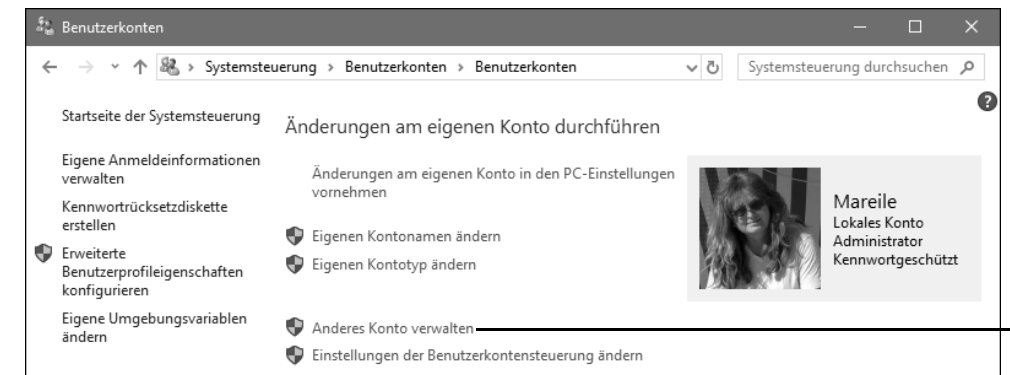 Benutzerkonten
Systemsteuerung > Benutzerkonten > Benutzerkonten
Systemsteuerung durchsuchen
Startseite der Systemsteuerung
Eigene Anmeldeinformationen
verwalten
Kennwortrücksetzdiskette
erstellen
Erweiterte
Benutzerprofileigenschaften
konfigurieren
Eigene Umgebungsvariablen
ändern
Änderungen am eigenen Konto durchführen
Änderungen am eigenen Konto in den PC-Einstellungen
vornehmen
Eigenen Kontonamen ändern
Eigenen Kontotyp ändern
Anderes Konto verwalten
Einstellungen der Benutzerkontensteuerung ändern
Mareile
Lokales Konto
Administrator
Kennwortgeschützt